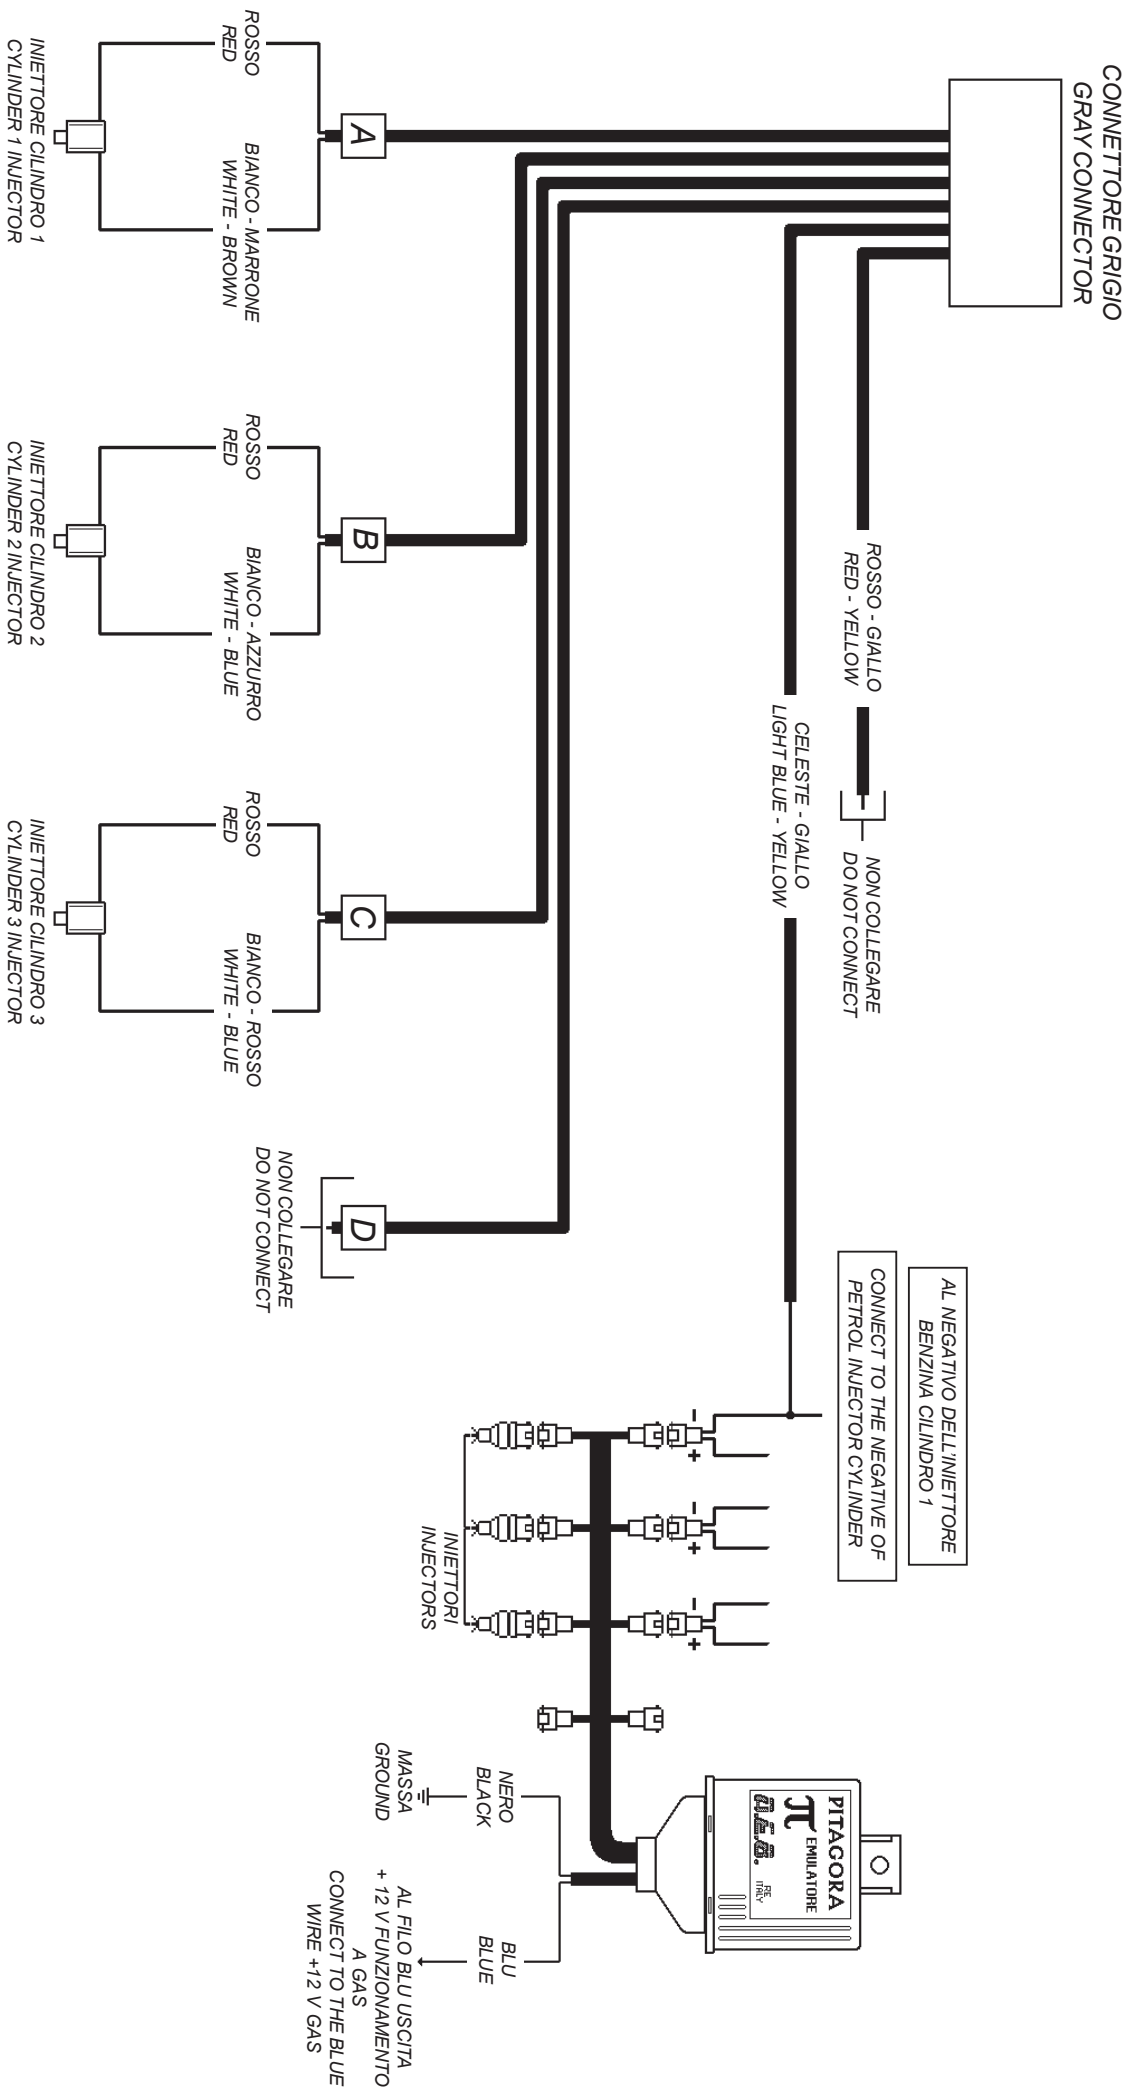 CONNETTORE GRIGIO
GRAY CONNECTOR
ROSSO - GIALLO
RED - YELLOW
NON COLLEGARE
DO NOT CONNECT
CELESTE - GIALLO
LIGHT BLUE - YELLOW
AL NEGATIVO DELL'INIETTORE
BENZINA CILINDRO 1
CONNECT TO THE NEGATIVE OF
PETROL INJECTOR CYLINDER
- +
- +
- +
INIETTORI
INJECTORS
PITAGORA
π EMULATORE
A.E.B.
RE
ITALY
NERO
BLACK
MASSA
GROUND
BLU
BLUE
AL FILO BLU USCITA
+ 12 V FUNZIONAMENTO
A GAS
CONNECT TO THE BLUE
WIRE +12 V GAS
A
ROSSO
RED
BIANCO - MARRONE
WHITE - BROWN
INIETTORE CILINDRO 1
CYLINDER 1 INJECTOR
B
ROSSO
RED
BIANCO - AZZURRO
WHITE - BLUE
INIETTORE CILINDRO 2
CYLINDER 2 INJECTOR
C
ROSSO
RED
BIANCO - ROSSO
WHITE - BLUE
INIETTORE CILINDRO 3
CYLINDER 3 INJECTOR
D
NON COLLEGARE
DO NOT CONNECT